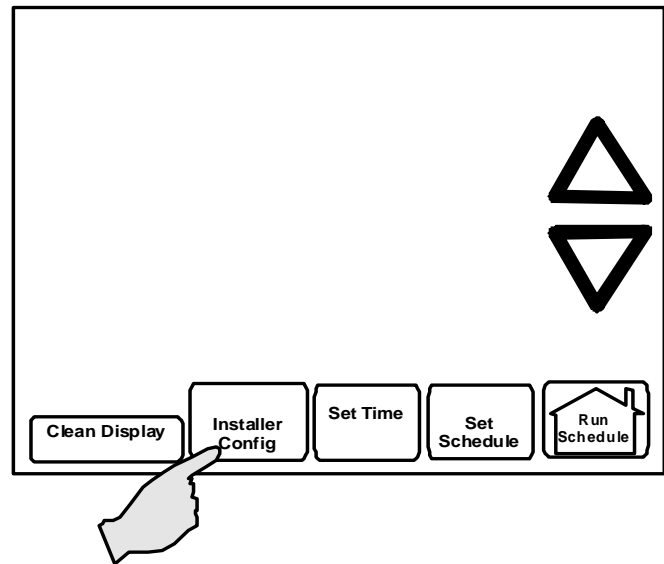 Clean Display
Installer
Config
Set Time
Set
Schedule
Run
Schedule